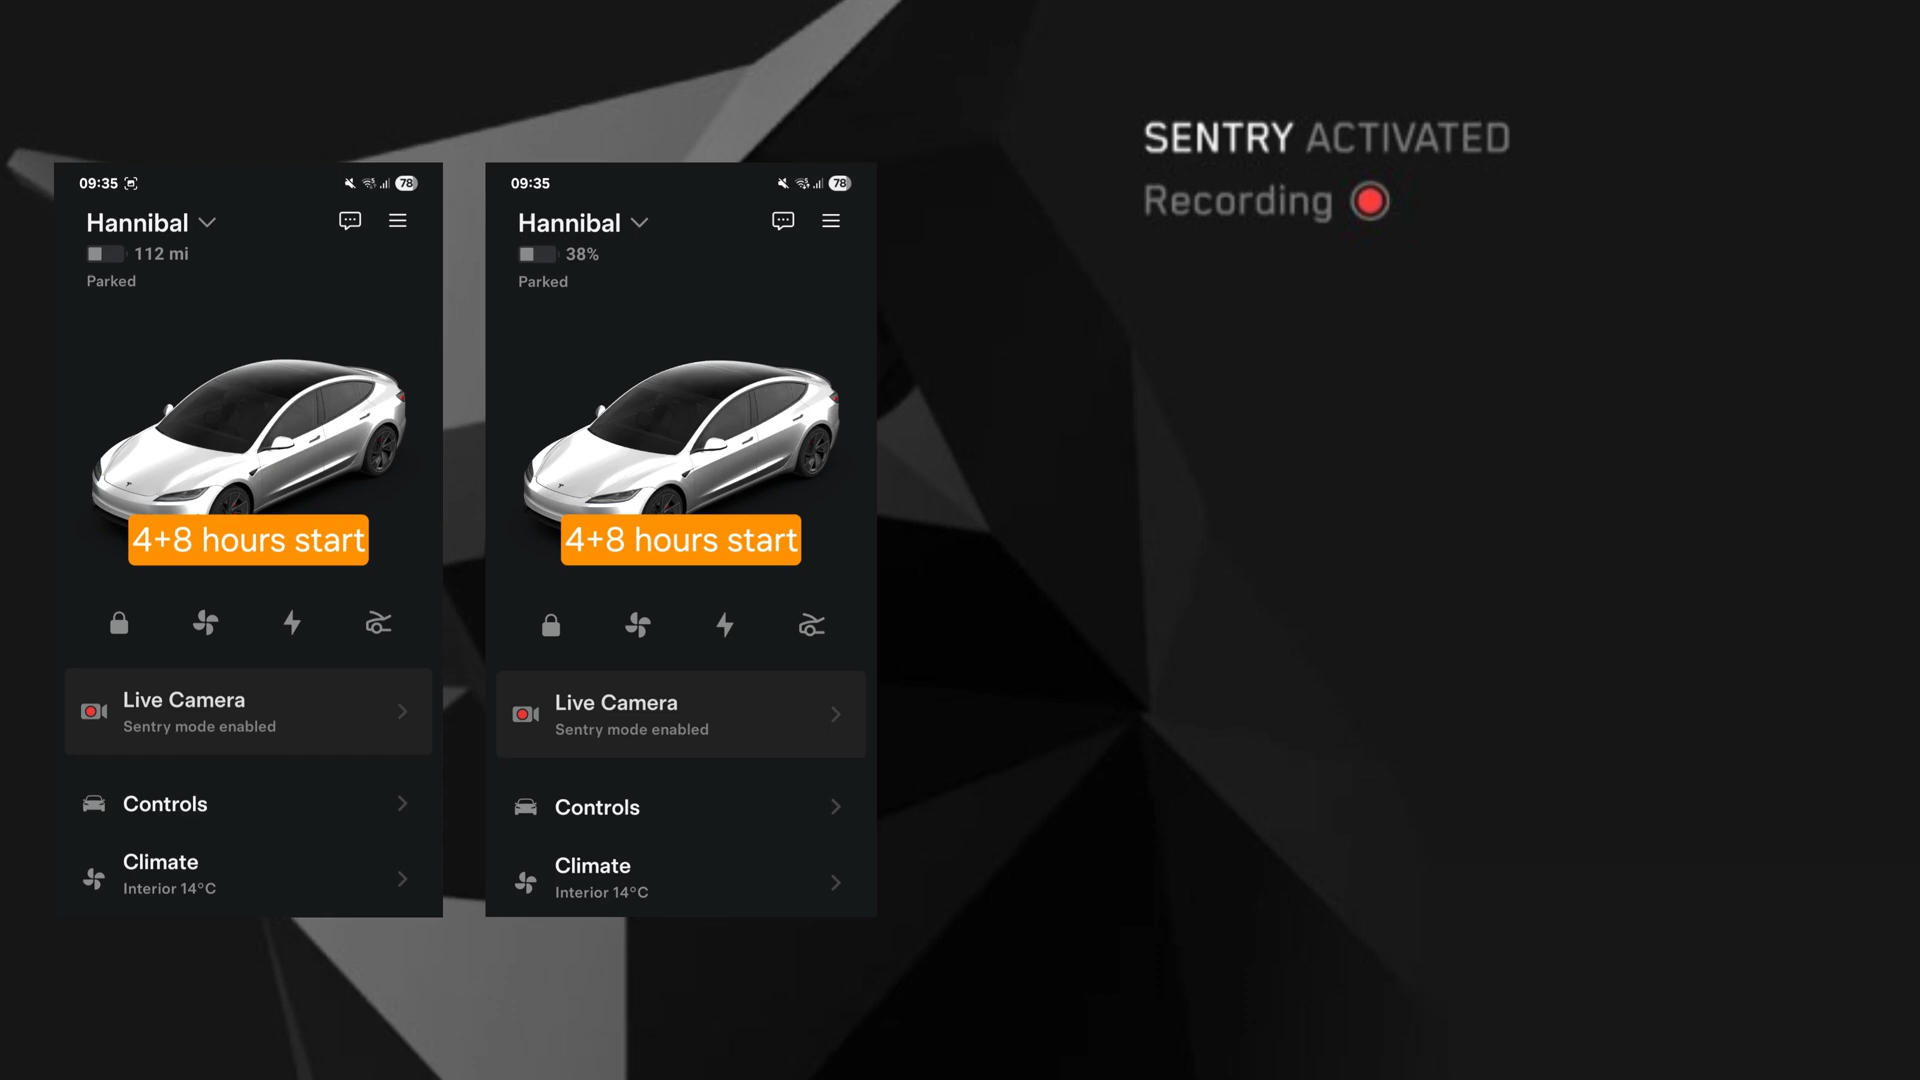 SENTRY ACTIVATED
Recording
09:35
78
Hannibal
112 mi
Parked
4+8 hours start
Live Camera
Sentry mode enabled
Controls
Climate
Interior 14°C
09:35
78
Hannibal
38%
Parked
4+8 hours start
Live Camera
Sentry mode enabled
Controls
Climate
Interior 14°C